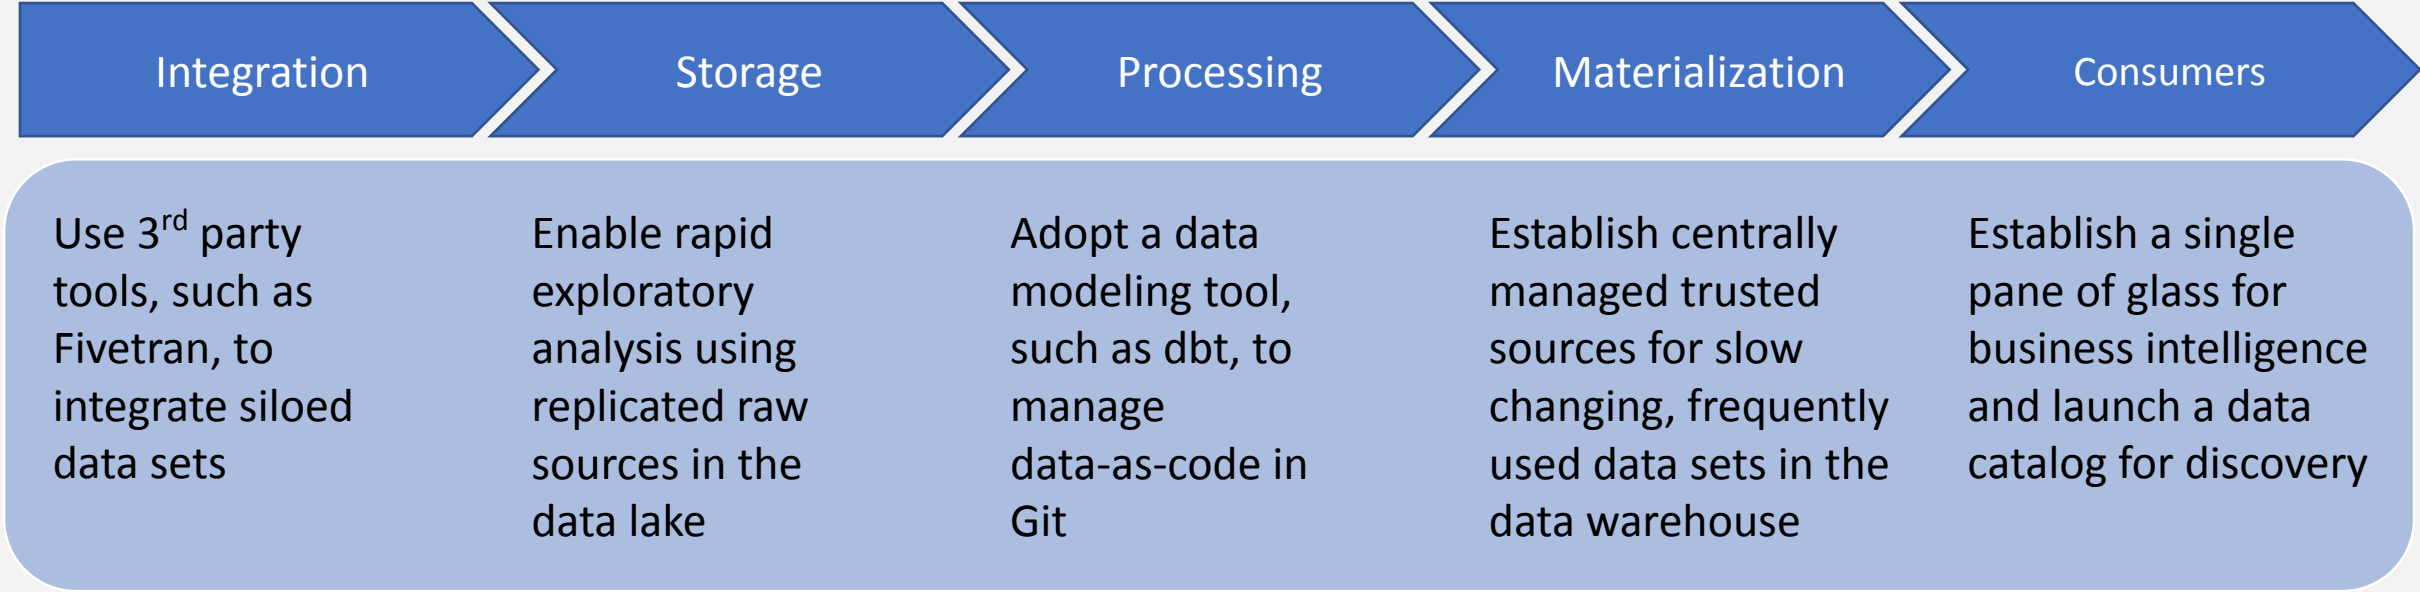 Integration
Storage
Processing
Materialization
Consumers
Use 3rd party
tools, such as
Fivetran, to
integrate siloed
data sets
Enable rapid
exploratory
analysis using
replicated raw
sources in the
data lake
Adopt a data
modeling tool,
such as dbt, to
manage
data-as-code in
Git
Establish centrally
managed trusted
sources for slow
changing, frequently
used data sets in the
data warehouse
Establish a single
pane of glass for
business intelligence
and launch a data
catalog for discovery